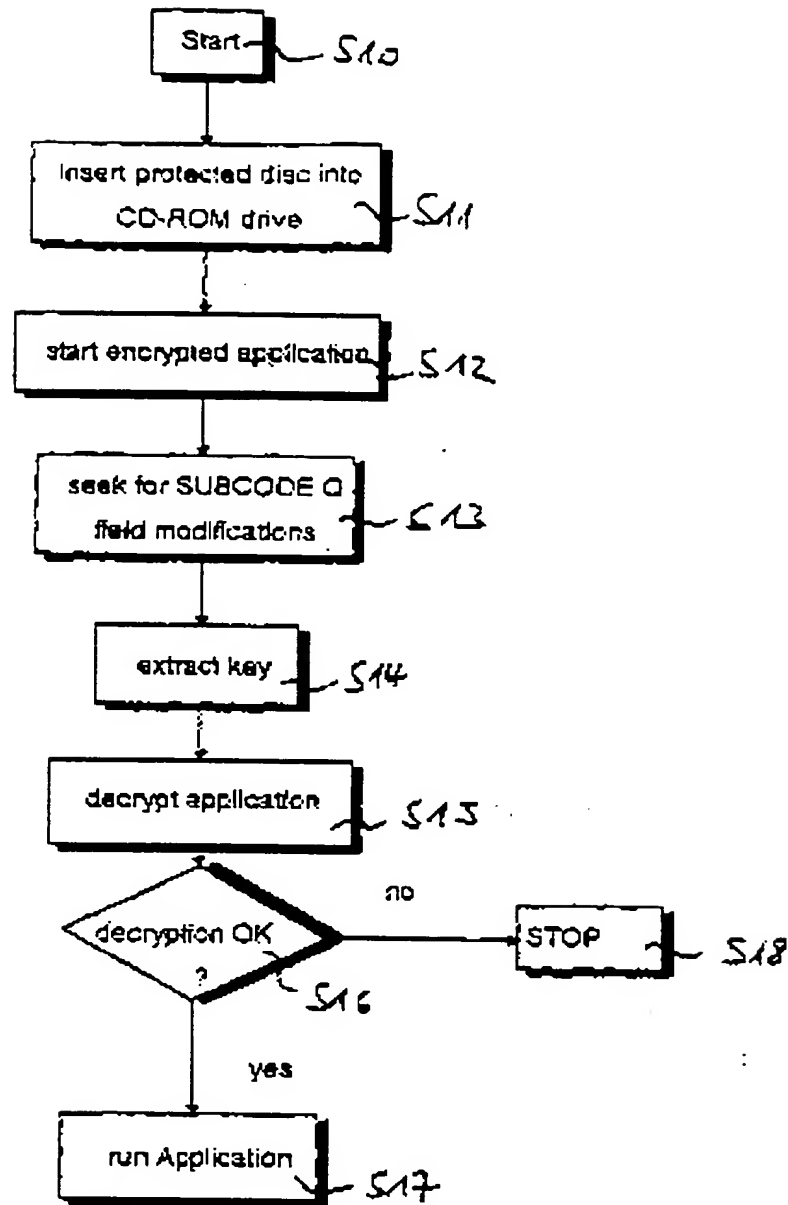 Start
S10
Insert protected disc into
CD-ROM drive
S11
start encrypted application
S12
seek for SUBCODE Q
field modifications
S13
extract key
S14
decrypt application
S15
no
decryption OK
?
S16
STOP
S18
yes
run Application
S17